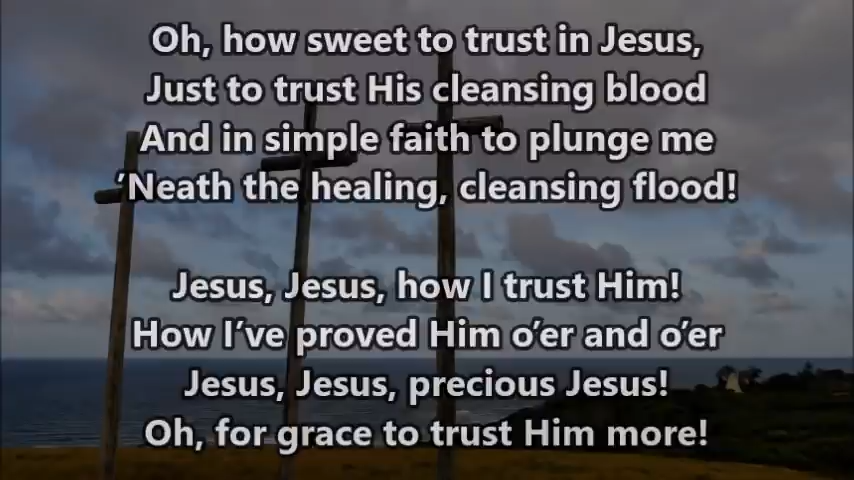 Oh, how sweet to trust in Jesus,
Just to trust His cleansing blood
And in simple faith to plunge me
’Neath the healing, cleansing flood!
Jesus, Jesus, how I trust Him!
How I’ve proved Him o’er and o’er
Jesus, Jesus, precious Jesus!
Oh, for grace to trust Him more!